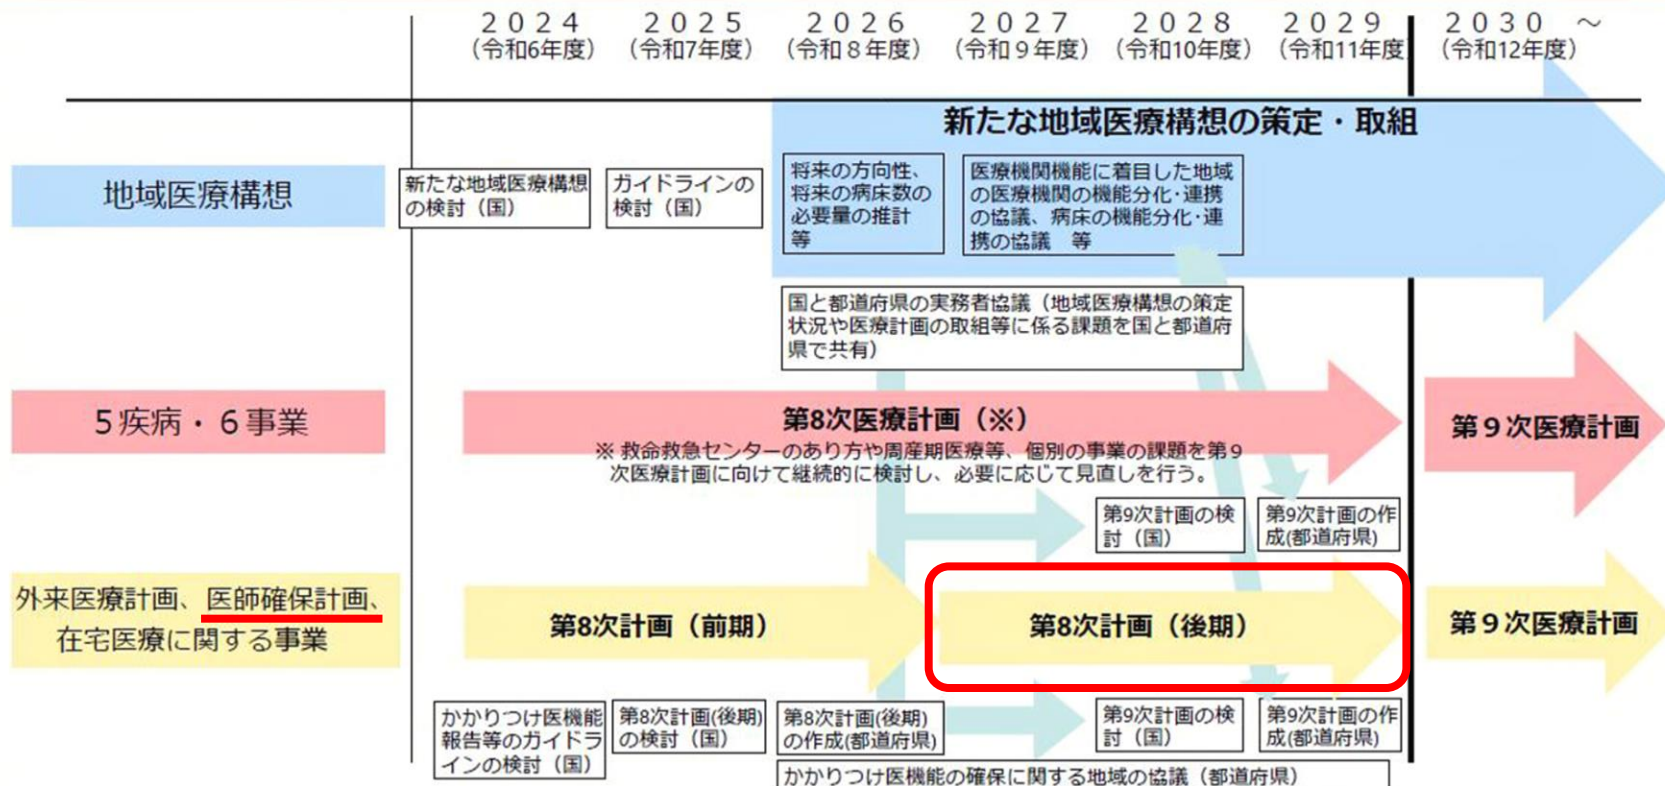 ２０２４
（令和6年度）
２０２５
（令和7年度）
２０２６
（令和８年度）
２０２７
（令和９年度）
２０２８
（令和10年度）
２０２９
（令和11年度）
２０３０　～
（令和12年度）
新たな地域医療構想の策定・取組
地域医療構想
新たな地域医療構想
の検討（国）
ガイドラインの
検討（国）
将来の方向性、
将来の病床数の
必要量の推計
等
医療機関機能に着目した地域
の医療機関の機能分化･連携
の協議、病床の機能分化･連
携の協議　等
国と都道府県の実務者協議（地域医療構想の策定
状況や医療計画の取組等に係る課題を国と都道府
県で共有）
５疾病・６事業
第8次医療計画（※）
※ 救命救急センターのあり方や周産期医療等、個別の事業の課題を第９
次医療計画に向けて継続的に検討し、必要に応じて見直しを行う。
第９次医療計画
第9次計画の検
討（国）
第9次計画の作
成(都道府県)
外来医療計画、医師確保計画、
在宅医療に関する事業
第8次計画（前期）
第8次計画（後期）
第９次医療計画
かかりつけ医機能
報告等のガイドラ
インの検討（国）
第8次計画(後期)
の検討（国）
第8次計画(後期)
の作成(都道府県)
第9次計画の検
討（国）
第9次計画の作
成(都道府県)
かかりつけ医機能の確保に関する地域の協議（都道府県）